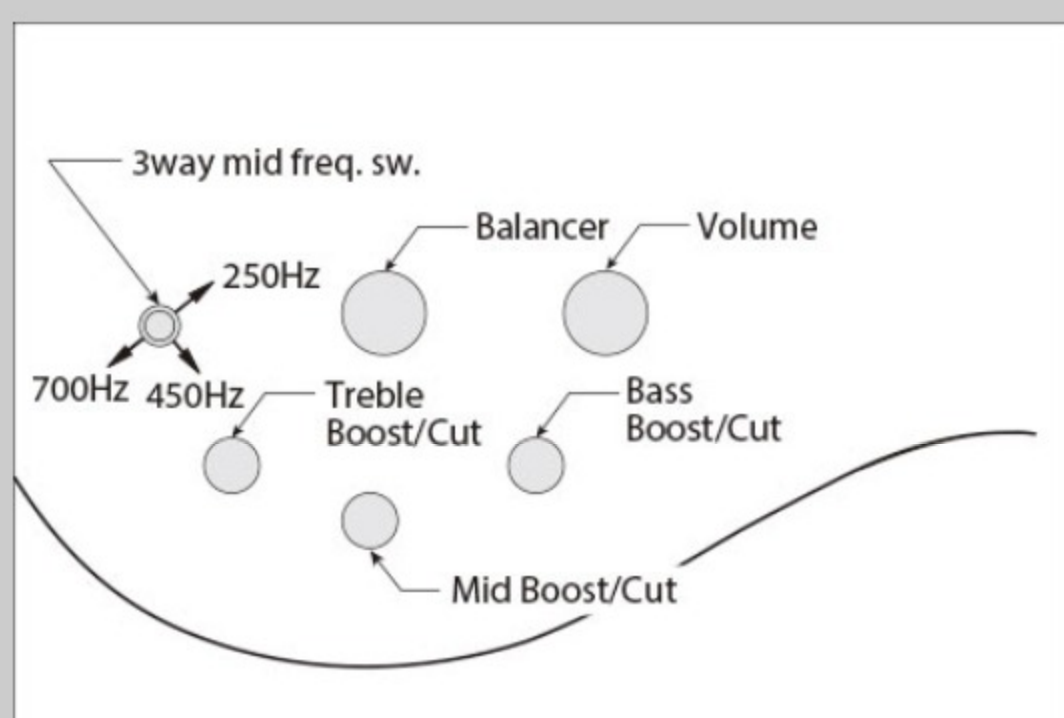 3way mid freq. sw.
Balancer
Volume
250Hz
700Hz
450Hz
Treble
Boost/Cut
Bass
Boost/Cut
Mid Boost/Cut